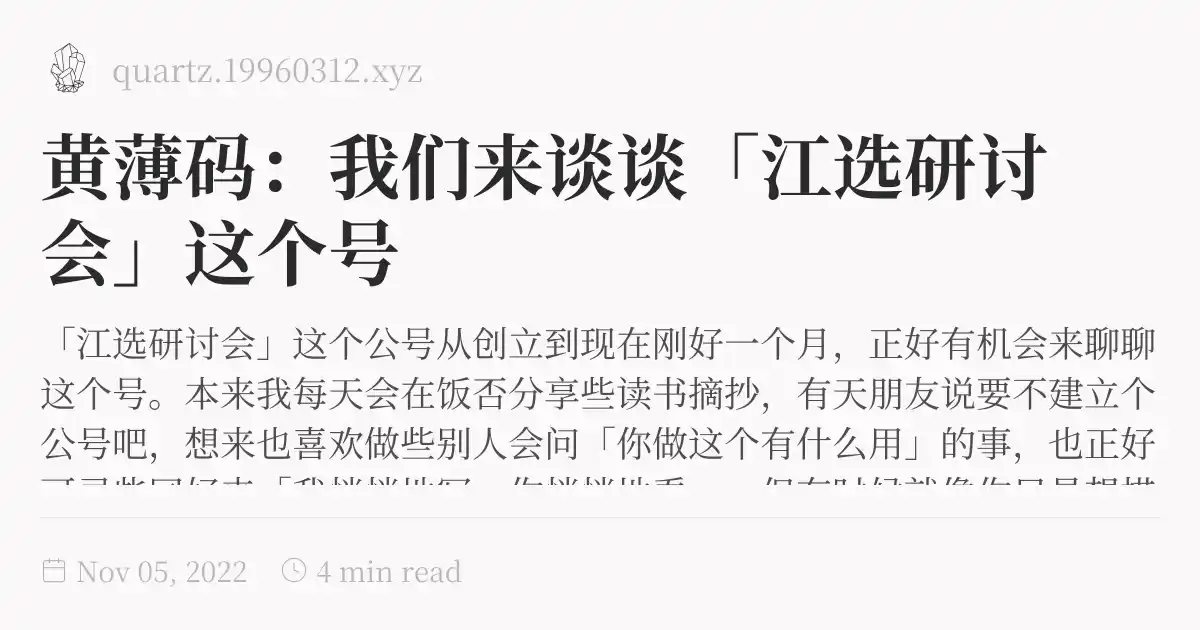 quartz.19960312.xyz
黄薄码：我们来谈谈「江选研讨
会」这个号
「江选研讨会」这个公号从创立到现在刚好一个月，正好有机会来聊聊
这个号。本来我每天会在饭否分享些读书摘抄，有天朋友说要不建立个
公号吧，想来也喜欢做些别人会问「你做这个有什么用」的事，也正好
Nov 05, 2022
4 min read